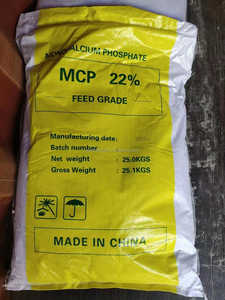 MONOCALCIUM PHOSPHATE
MCP 22%
FEED GRADE
Manufacturing date:
Batch number
Net weight : 25.0KGS
Gross Weight : 25.1KGS
MADE IN CHINA